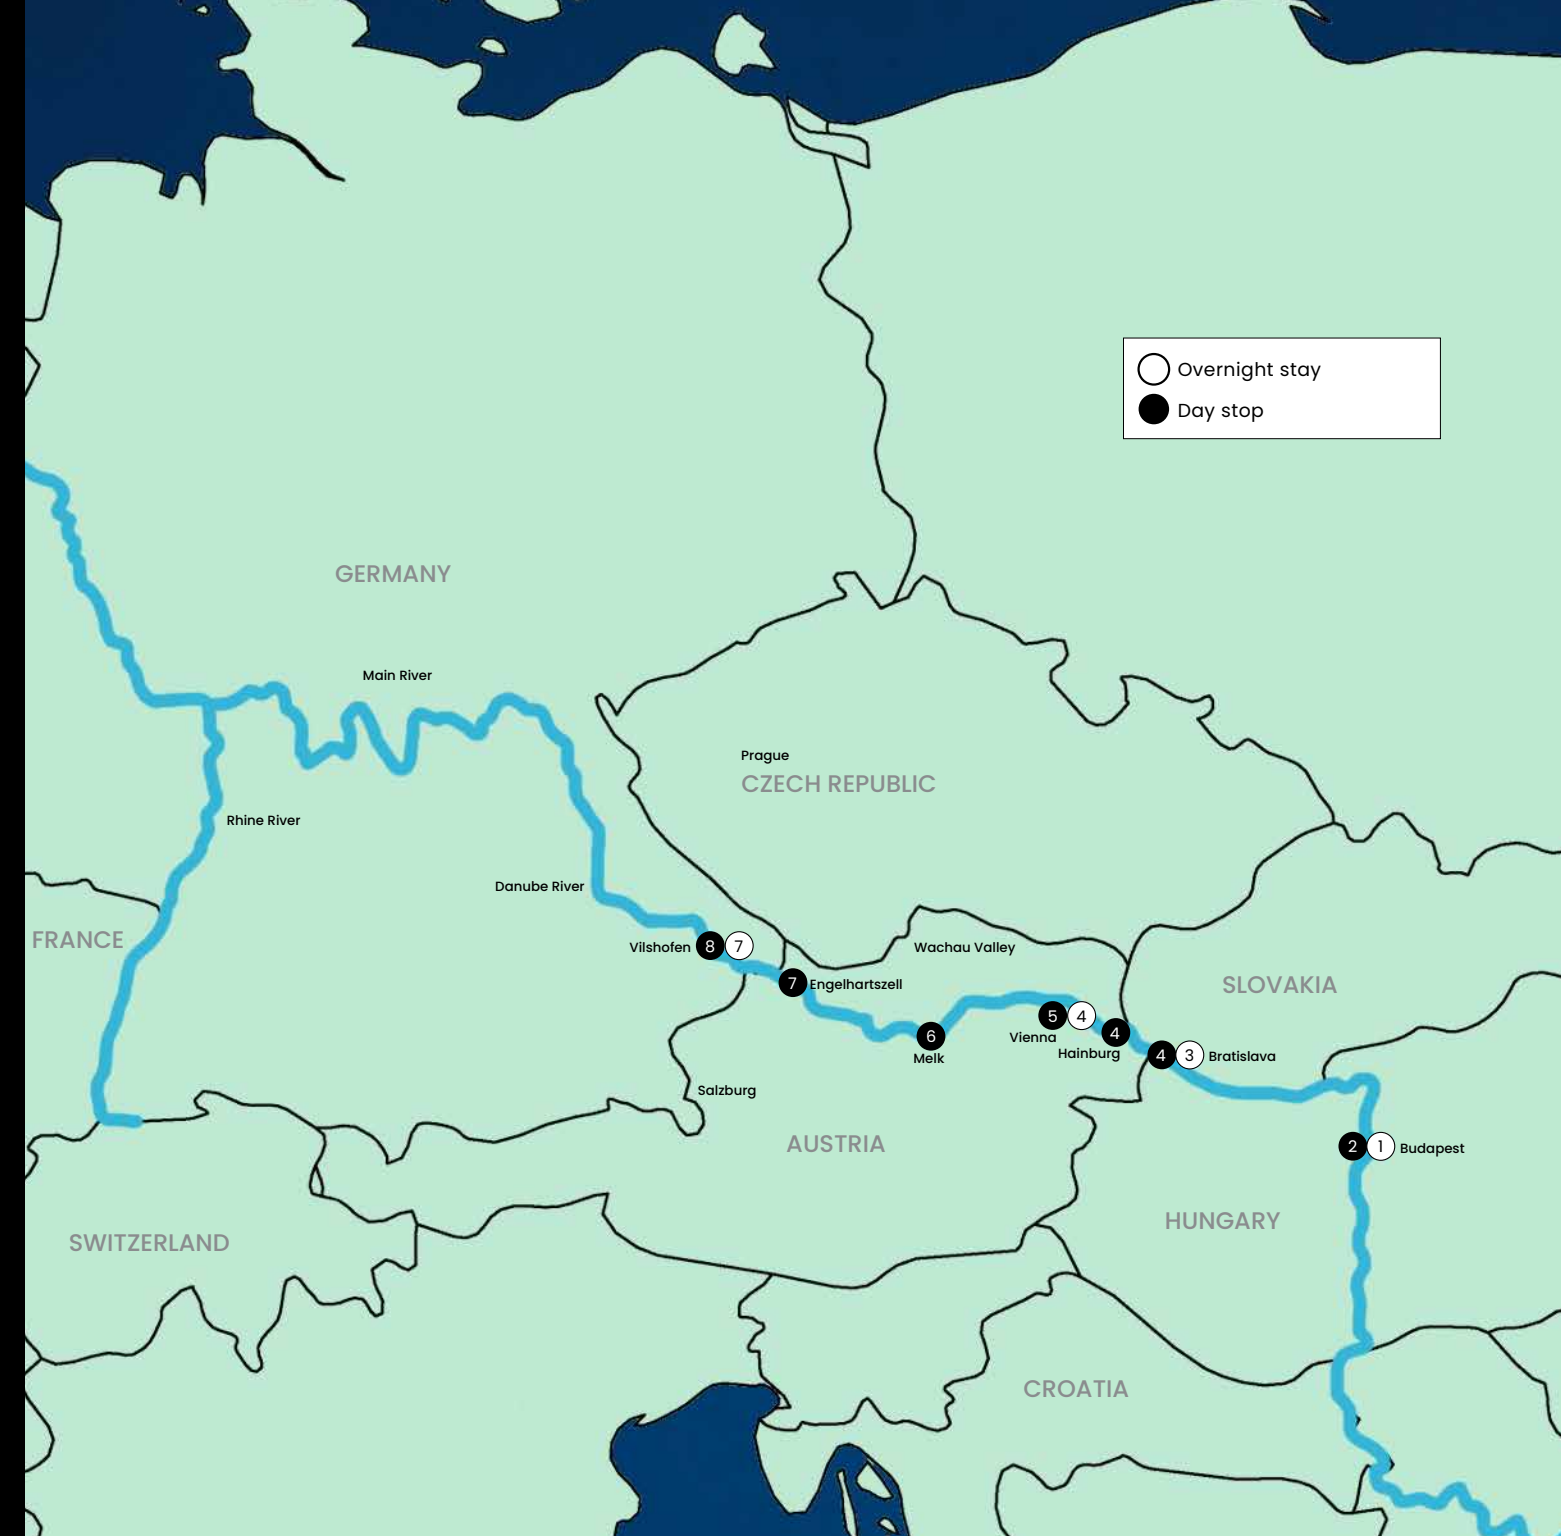 Overnight stay
Day stop
GERMANY
Main River
Prague
CZECH REPUBLIC
Rhine River
Danube River
FRANCE
Vilshofen 8 7
Wachau Valley
7 Engelhartszell
SLOVAKIA
5 4
Vienna
6
Melk
4
Hainburg
4 3 Bratislava
Salzburg
AUSTRIA
2 1 Budapest
HUNGARY
SWITZERLAND
CROATIA